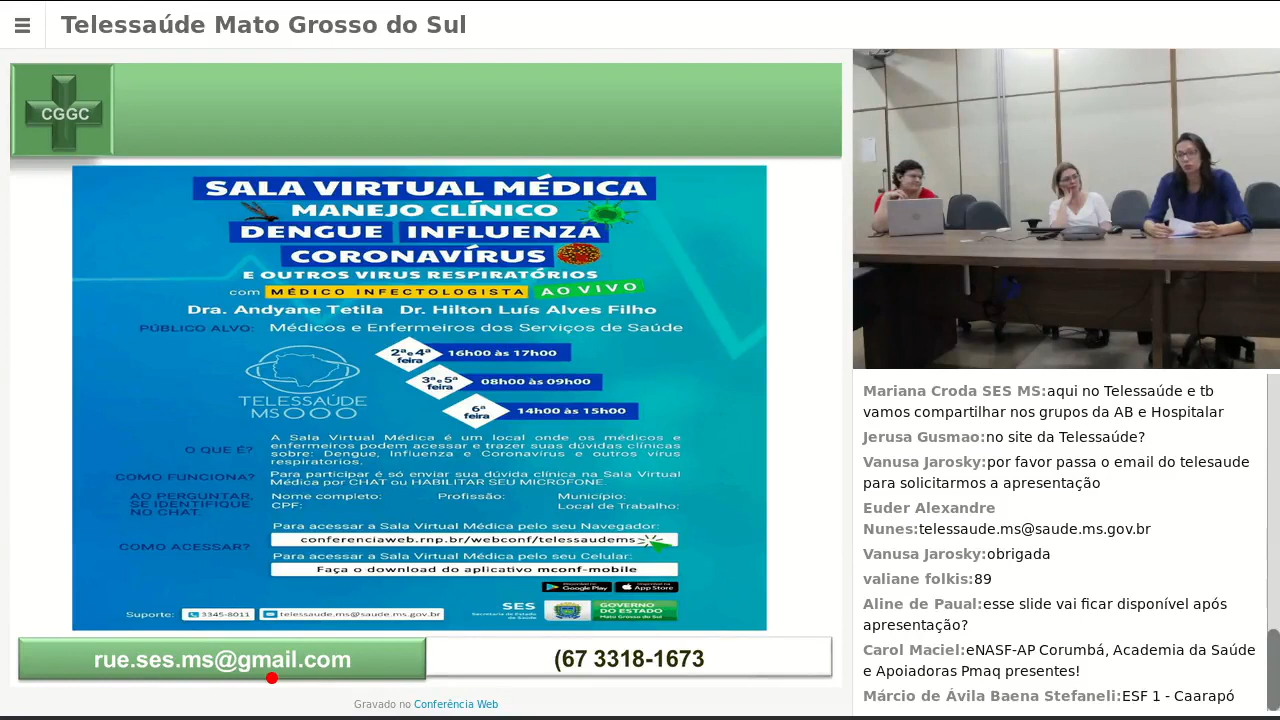 Telessaúde Mato Grosso do Sul
CGGC
SALA VIRTUAL MÉDICA
MANEJO CLÍNICO
DENGUE INFLUENZA
CORONAVÍRUS
E OUTROS VIRUS RESPIRATÓRIOS
com MÉDICO INFECTOLOGISTA AO VIVO
Dra. Andyane Tetila Dr. Hilton Luís Alves Filho
PÚBLICO ALVO: Médicos e Enfermeiros dos Serviços de Saúde
2ª e 4ª feira 16h00 às 17h00
3ª e 5ª feira 08h00 às 09h00
6ª feira 14h00 às 15h00
TELESSAÚDE
MS
O QUE É?
A Sala Virtual Médica é um local onde os médicos e
enfermeiros podem acessar e trazer suas dúvidas clínicas
sobre: Dengue, Influenza e Coronavírus e outros vírus
respiratorios.
COMO FUNCIONA?
Para participar é só enviar sua dúvida clínica na Sala Virtual
Médica por CHAT ou HABILITAR SEU MICROFONE.
AO PERGUNTAR,
SE IDENTIFIQUE
NO CHAT.
Nome completo: Profissão: Município:
CPF: Local de Trabalho:
COMO ACESSAR?
Para acessar a Sala Virtual Médica pelo seu Navegador:
conferenciaweb.rnp.br/webconf/telessaudems
Para acessar a Sala Virtual Médica pelo seu Celular:
Faça o download do aplicativo mconf-mobile
Google Play App Store
Suporte: 3345-8011 telessaude.ms@saude.ms.gov.br
SES
Secretaria de Estado
de Saúde
GOVERNO
DO ESTADO
Mato Grosso do Sul
rue.ses.ms@gmail.com
(67 3318-1673
Gravado no Conferência Web
Mariana Croda SES MS:aqui no Telessaúde e tb
vamos compartilhar nos grupos da AB e Hospitalar
Jerusa Gusmao:no site da Telessaúde?
Vanusa Jarosky:por favor passa o email do telesaude
para solicitarmos a apresentação
Euder Alexandre
Nunes:telessaude.ms@saude.ms.gov.br
Vanusa Jarosky:obrigada
valiane folkis:89
Aline de Paual:esse slide vai ficar disponível após
apresentação?
Carol Maciel:eNASF-AP Corumbá, Academia da Saúde
e Apoiadoras Pmaq presentes!
Márcio de Ávila Baena Stefaneli:ESF 1 - Caarapó